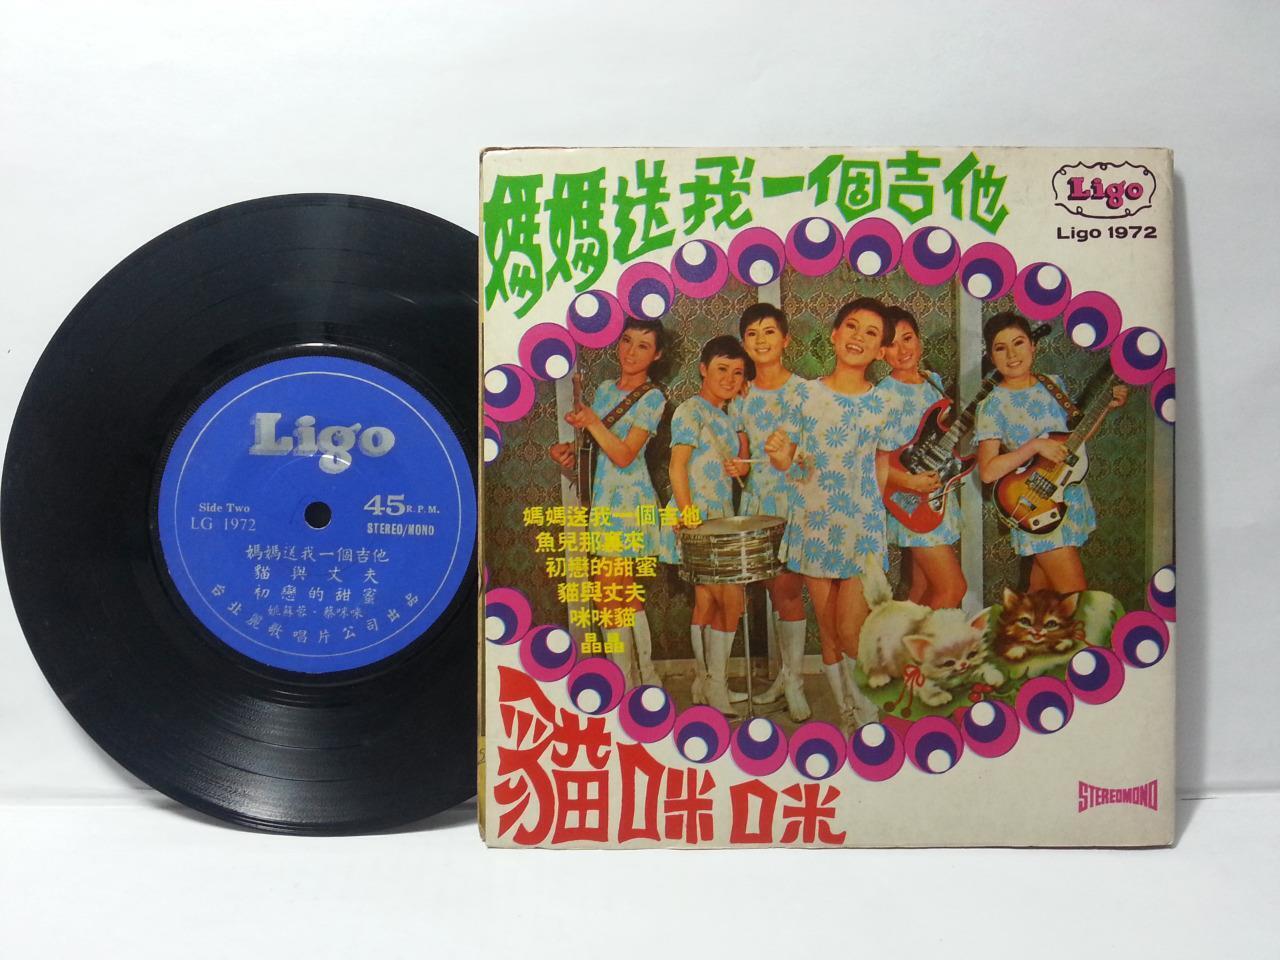 Ligo
Side Two
LG 1972
45 R.P.M.
STEREO/MONO
媽媽送我一個吉他
貓與丈夫
初戀的甜蜜
姚蘇蓉・蔡咪咪
台北麗歌唱片公司出品
媽媽送我一個吉他
Ligo
Ligo 1972
媽媽送我一個吉他
魚兒那裏來
初戀的甜蜜
貓與丈夫
咪咪貓
晶晶
貓咪咪
STEREOMONO